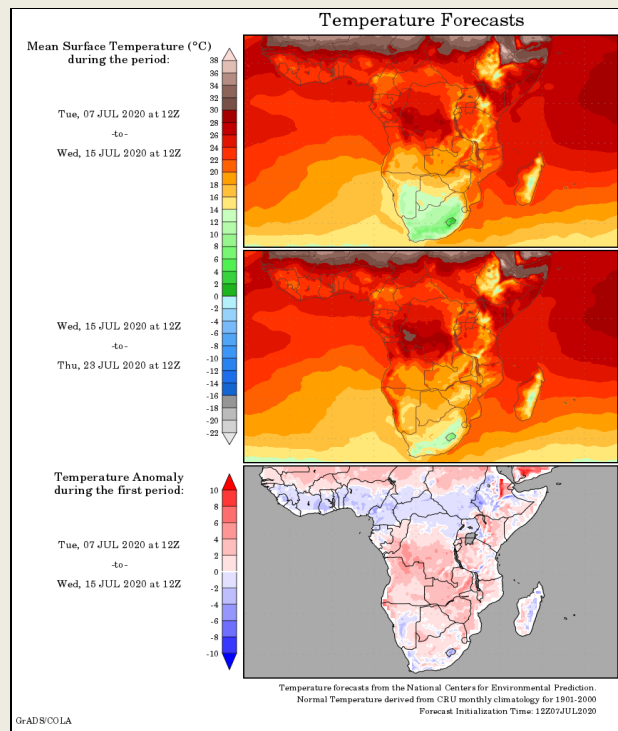 Temperature Forecasts
Mean Surface Temperature (°C)
during the period:
Tue, 07 JUL 2020 at 12Z
-to-
Wed, 15 JUL 2020 at 12Z
38
36
34
32
30
28
26
24
22
20
18
16
14
12
10
8
6
4
2
0
-2
-4
-6
-8
-10
-12
-14
-16
-18
-20
-22
Wed, 15 JUL 2020 at 12Z
-to-
Thu, 23 JUL 2020 at 12Z
Temperature Anomaly
during the first period:
Tue, 07 JUL 2020 at 12Z
-to-
Wed, 15 JUL 2020 at 12Z
10
8
6
4
2
0
-2
-4
-6
-8
-10
Temperature forecasts from the National Centers for Environmental Prediction.
Normal Temperature derived from CRU monthly climatology for 1901-2000
Forecast Initialization Time: 12Z07JUL2020
GrADS/COLA